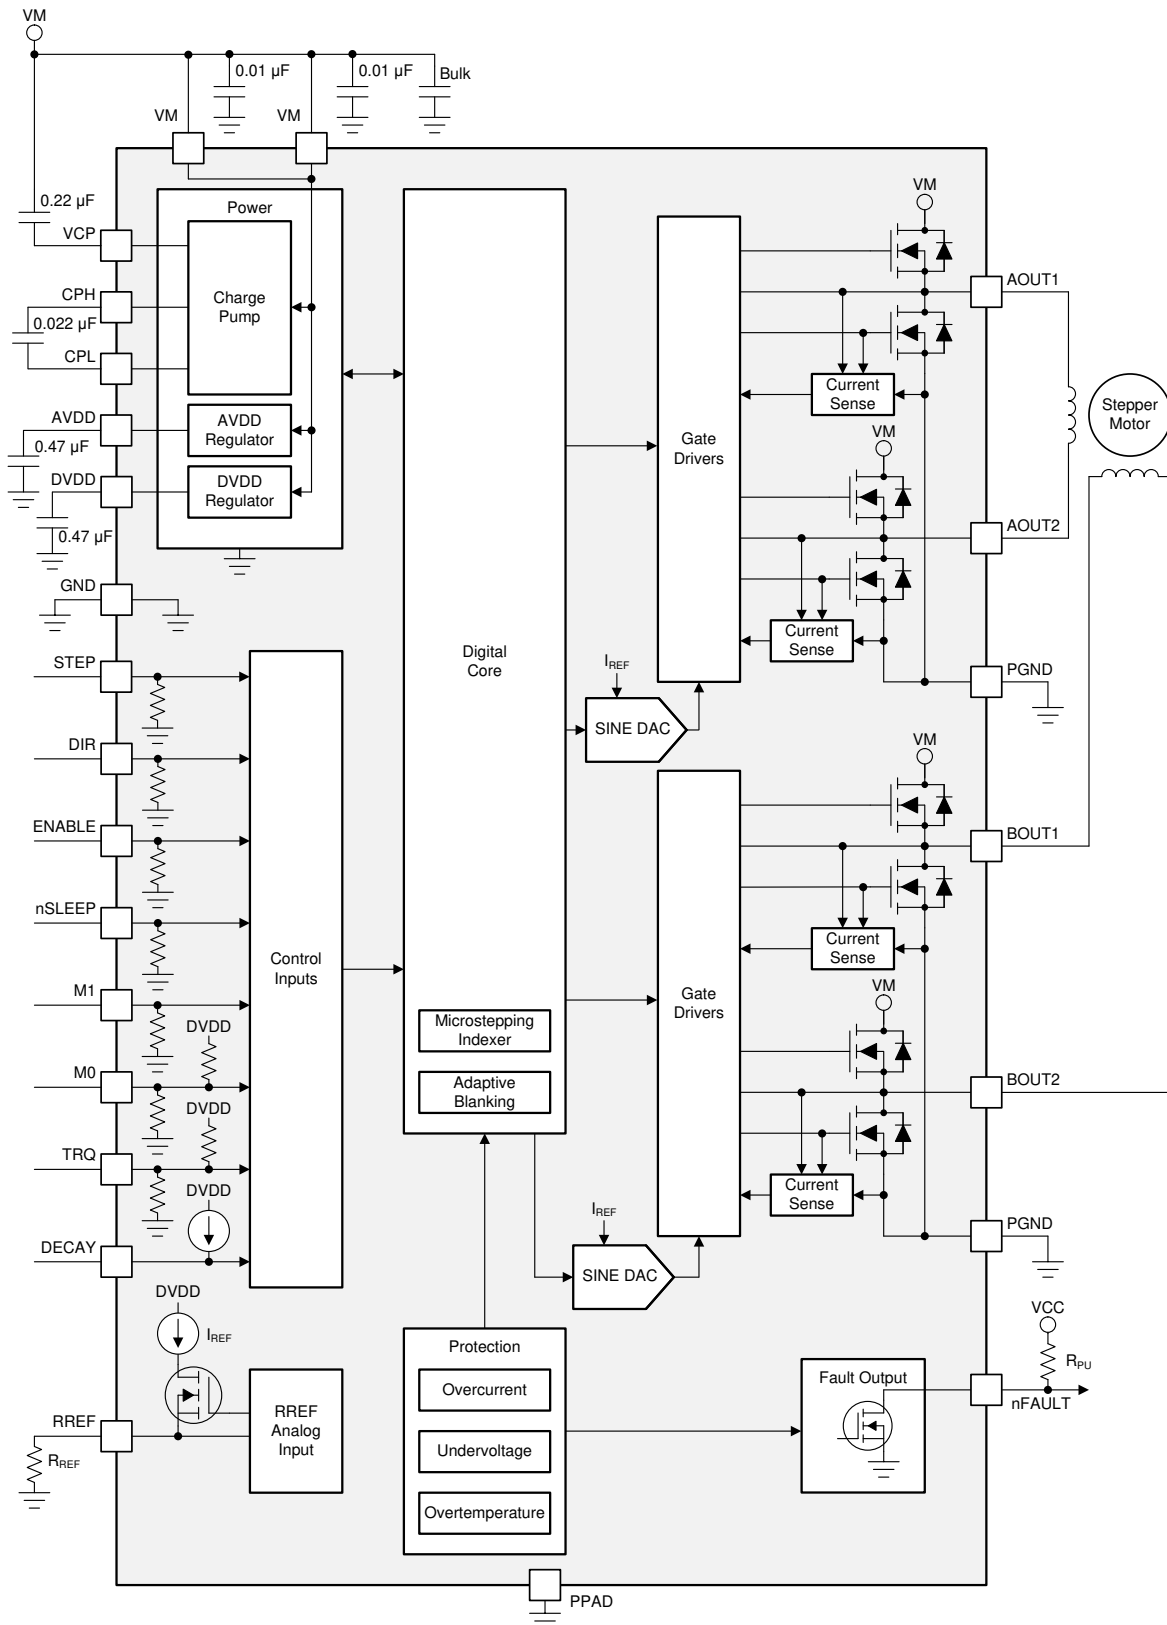 VM
0.01 µF
0.01 µF
Bulk
VM
VM
0.22 µF
VCP
CPH
0.022 µF
CPL
AVDD
0.47 µF
DVDD
0.47 µF
GND
Power
Charge
Pump
AVDD
Regulator
DVDD
Regulator
STEP
DIR
ENABLE
nSLEEP
M1
DVDD
M0
DVDD
TRQ
DVDD
DECAY
Control
Inputs
DVDD
IREF
RREF
RREF
RREF
Analog
Input
Digital
Core
Microstepping
Indexer
Adaptive
Blanking
Protection
Overcurrent
Undervoltage
Overtemperature
IREF
SINE DAC
IREF
SINE DAC
Gate
Drivers
VM
Current
Sense
VM
Current
Sense
AOUT1
Stepper
Motor
AOUT2
PGND
Gate
Drivers
VM
Current
Sense
VM
Current
Sense
BOUT1
BOUT2
PGND
VCC
RPU
nFAULT
Fault Output
PPAD